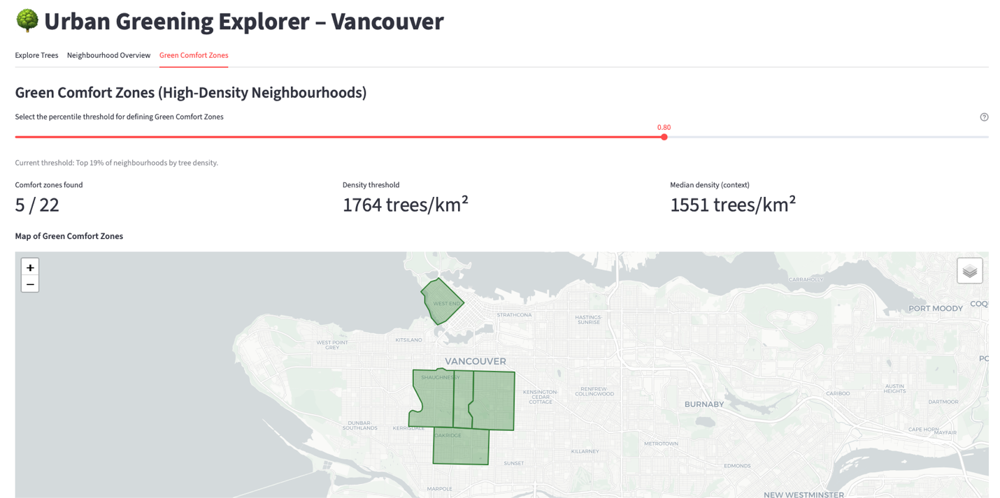 Urban Greening Explorer – Vancouver
Explore Trees Neighbourhood Overview Green Comfort Zones
Green Comfort Zones (High-Density Neighbourhoods)
Select the percentile threshold for defining Green Comfort Zones
0.80
Current threshold: Top 19% of neighbourhoods by tree density.
Comfort zones found Density threshold Median density (context)
5 / 22 1764 trees/km² 1551 trees/km²
Map of Green Comfort Zones
+
−
CARRAHOLLY
WEST END
PORT MOODY
COQ
STRATHCONA
HASTINGS-
SUNRISE
KITSILANO
WEST POINT
GREY
VANCOUVER
PO
SHAUGHNESSY
KENSINGTON-
CEDAR
COTTAGE
RENFREW-
COLLINGWOOD
AUSTIN
HEIGHTS
CARIBOO
BURNABY
DARTMOOR
DUNBAR-
SOUTHLANDS
KERRISDALE
CAPE HORN
MAYFAIR
OAKRIDGE
METROTOWN
KILLARNEY
SUNSET
EDMONDS
MARPOLE
NEW WESTMINSTER